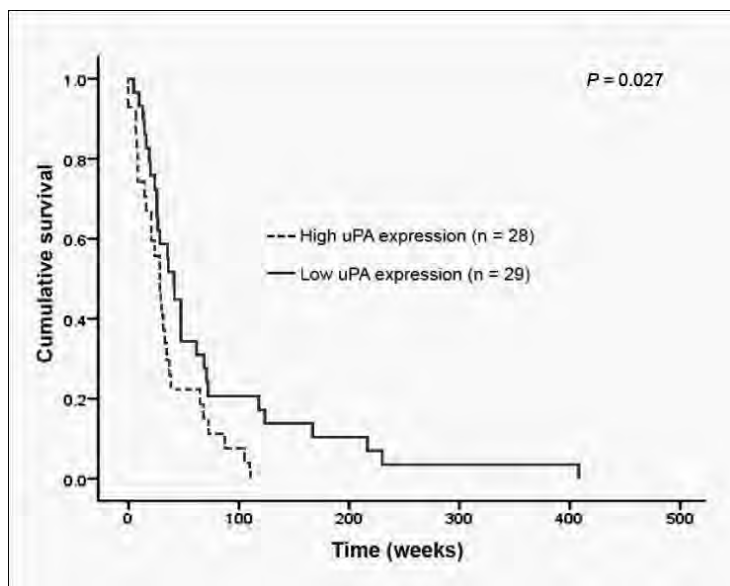 P = 0.027
Cumulative survival
1.0
0.8
0.6
0.4
0.2
0.0
High uPA expression (n = 28)
Low uPA expression (n = 29)
0 100 200 300 400 500
Time (weeks)